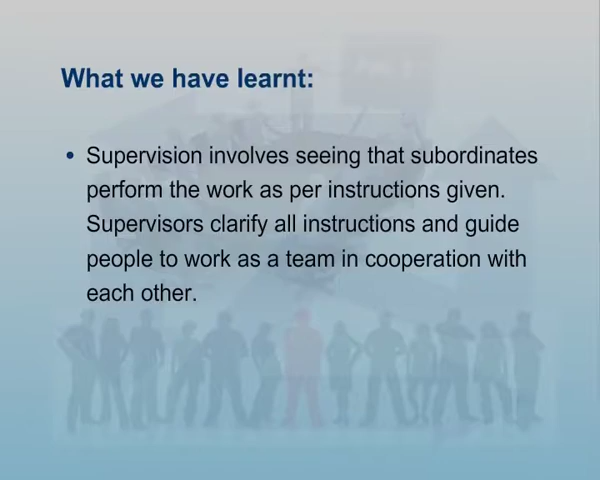 What we have learnt:
• Supervision involves seeing that subordinates
perform the work as per instructions given.
Supervisors clarify all instructions and guide
people to work as a team in cooperation with
each other.